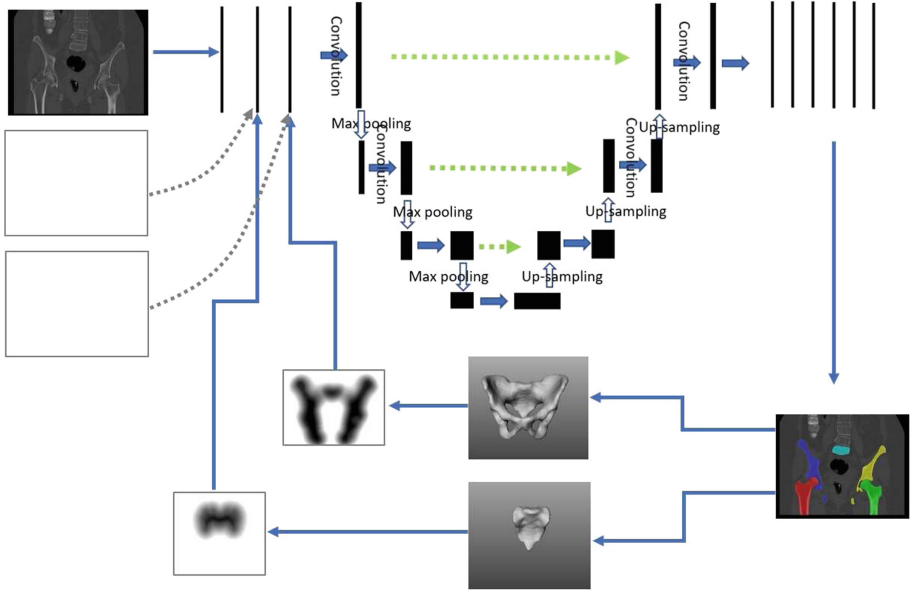 Convolution
Convolution
Max pooling
Convolution
Convolution
Up-sampling
Max pooling
Up-sampling
Max pooling
Up-sampling